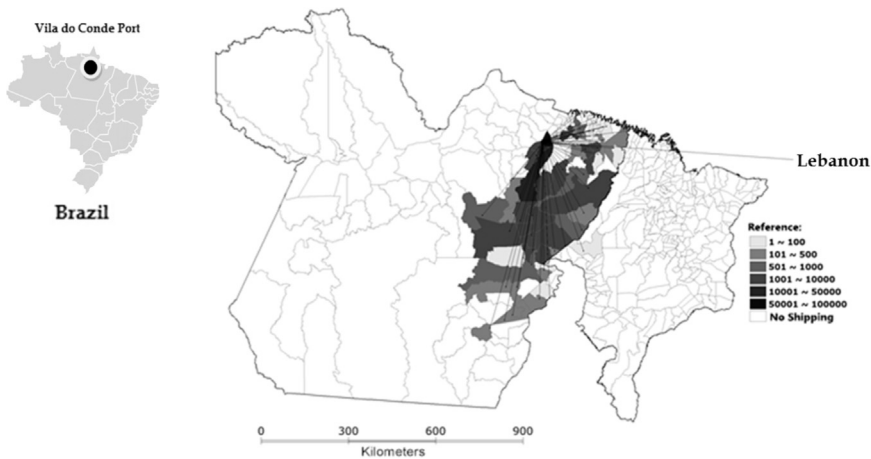 Vila do Conde Port
Brazil
Lebanon
Reference:
1 ~ 100
101 ~ 500
501 ~ 1000
1001 ~ 10000
10001 ~ 50000
50001 ~ 100000
No Shipping
0 300 600 900
Kilometers